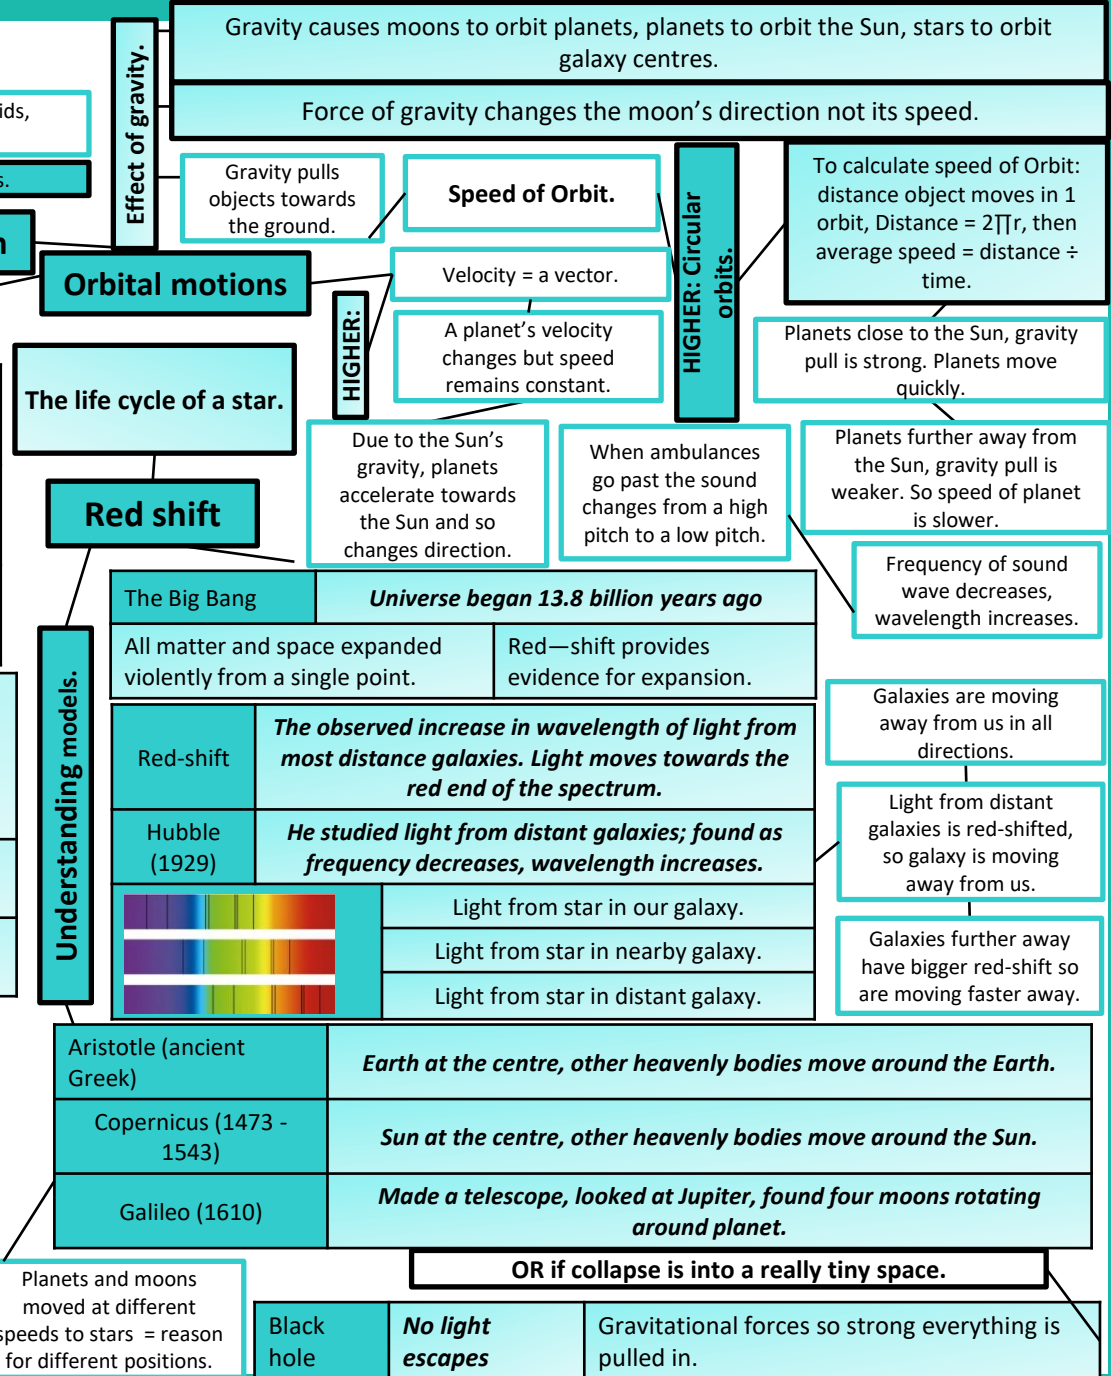 Gravity causes moons to orbit planets, planets to orbit the Sun, stars to orbit
galaxy centres.
Effect of gravity.
Force of gravity changes the moon's direction not its speed.
ids,
s.
Gravity pulls
objects towards
the ground.
Speed of Orbit.
HIGHER: Circular
orbits.
To calculate speed of Orbit:
distance object moves in 1
orbit, Distance = 2∏r, then
average speed = distance ÷
time.
n
Orbital motions
Velocity = a vector.
HIGHER:
A planet's velocity
changes but speed
remains constant.
Planets close to the Sun, gravity
pull is strong. Planets move
quickly.
The life cycle of a star.
Due to the Sun's
gravity, planets
accelerate towards
the Sun and so
changes direction.
When ambulances
go past the sound
changes from a high
pitch to a low pitch.
Planets further away from
the Sun, gravity pull is
weaker. So speed of planet
is slower.
Red shift
Frequency of sound
wave decreases,
wavelength increases.
The Big Bang
Universe began 13.8 billion years ago
All matter and space expanded
violently from a single point.
Red—shift provides
evidence for expansion.
Understanding models.
Red-shift
The observed increase in wavelength of light from
most distance galaxies. Light moves towards the
red end of the spectrum.
Galaxies are moving
away from us in all
directions.
Hubble
(1929)
He studied light from distant galaxies; found as
frequency decreases, wavelength increases.
Light from distant
galaxies is red-shifted,
so galaxy is moving
away from us.
Light from star in our galaxy.
Light from star in nearby galaxy.
Light from star in distant galaxy.
Galaxies further away
have bigger red-shift so
are moving faster away.
Aristotle (ancient
Greek)
Earth at the centre, other heavenly bodies move around the Earth.
Copernicus (1473 -
1543)
Sun at the centre, other heavenly bodies move around the Sun.
Galileo (1610)
Made a telescope, looked at Jupiter, found four moons rotating
around planet.
OR if collapse is into a really tiny space.
Planets and moons
moved at different
speeds to stars = reason
for different positions.
Black
hole
No light
escapes
Gravitational forces so strong everything is
pulled in.